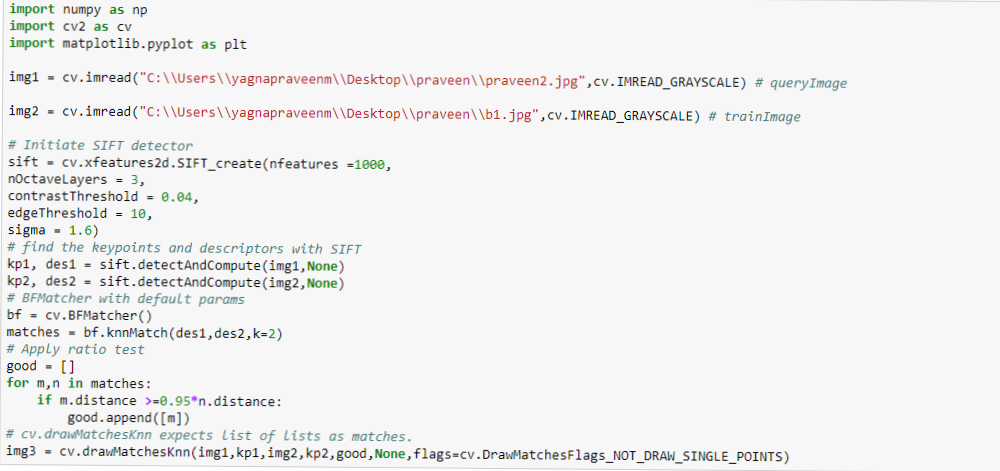 import numpy as np
import cv2 as cv
import matplotlib.pyplot as plt
img1 = cv.imread("C:\\Users\\yagnapraveenm\\Desktop\\praveen\\praveen2.jpg",cv.IMREAD_GRAYSCALE) # queryImage
img2 = cv.imread("C:\\Users\\yagnapraveenm\\Desktop\\praveen\\b1.jpg",cv.IMREAD_GRAYSCALE) # trainImage
# Initiate SIFT detector
sift = cv.xfeatures2d.SIFT_create(nfeatures =1000,
nOctaveLayers = 3,
contrastThreshold = 0.04,
edgeThreshold = 10,
sigma = 1.6)
# find the keypoints and descriptors with SIFT
kp1, des1 = sift.detectAndCompute(img1,None)
kp2, des2 = sift.detectAndCompute(img2,None)
# BFMatcher with default params
bf = cv.BFMatcher()
matches = bf.knnMatch(des1,des2,k=2)
# Apply ratio test
good = []
for m,n in matches:
    if m.distance >=0.95*n.distance:
        good.append([m])
# cv.drawMatchesKnn expects list of lists as matches.
img3 = cv.drawMatchesKnn(img1,kp1,img2,kp2,good,None,flags=cv.DrawMatchesFlags_NOT_DRAW_SINGLE_POINTS)